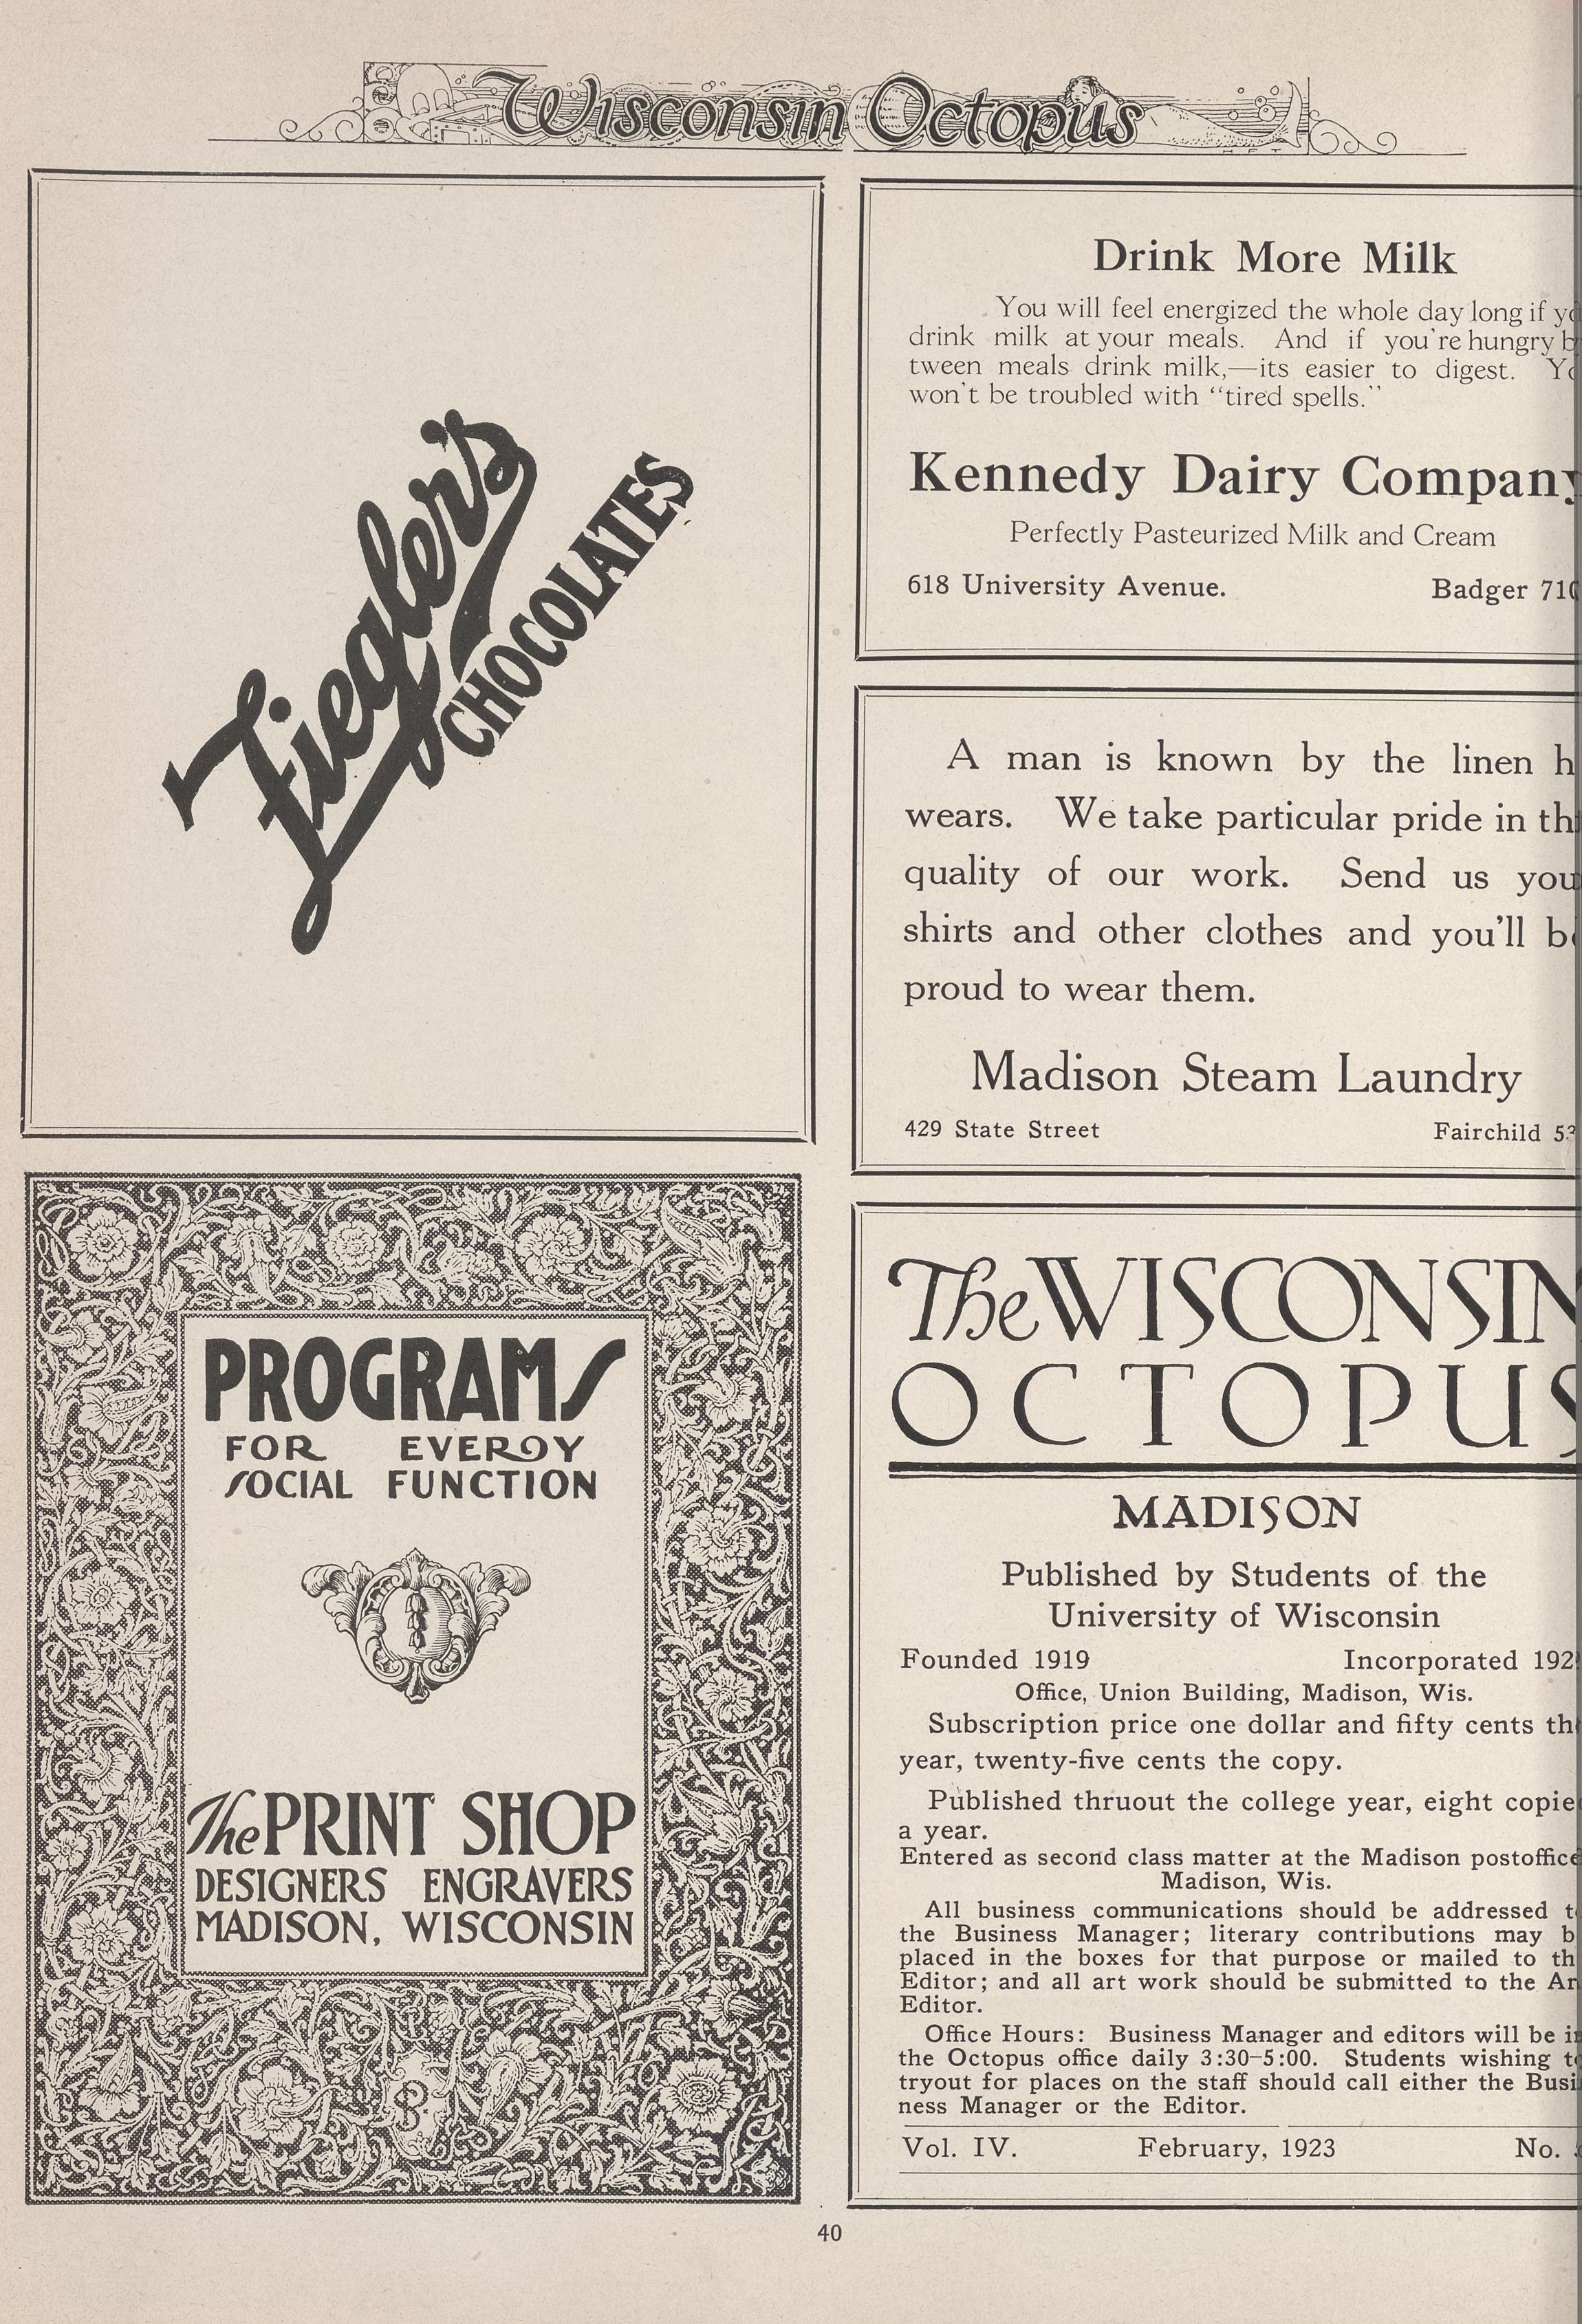 Wisconsin Octopus
Ziegler's
CHOCOLATES
PROGRAMS
FOR EVERY
SOCIAL FUNCTION
The PRINT SHOP
DESIGNERS ENGRAVERS
MADISON, WISCONSIN
Drink More Milk
You will feel energized the whole day long if
drink milk at your meals. And if you're hungry
tween meals drink milk,—its easier to digest.
won't be troubled with “tired spells.”
Kennedy Dairy Company
Perfectly Pasteurized Milk and Cream
618 University Avenue. Badger 710
A man is known by the linen
wears. We take particular pride in
quality of our work. Send us you
shirts and other clothes and you'll
proud to wear them.
Madison Steam Laundry
429 State Street Fairchild
The WISCONSIN
OCTOPUS
MADISON
Published by Students of the
University of Wisconsin
Founded 1919 Incorporated 192
Office, Union Building, Madison, Wis.
Subscription price one dollar and fifty cents
year, twenty-five cents the copy.
Published thruout the college year, eight copie
a year.
Entered as second class matter at the Madison postoffice
Madison, Wis.
All business communications should be addressed
the Business Manager; literary contributions may
placed in the boxes for that purpose or mailed to
Editor; and all art work should be submitted to the
Editor.
Office Hours: Business Manager and editors will be
the Octopus office daily 3:30–5:00. Students wishing
tryout for places on the staff should call either the Busi
ness Manager or the Editor.
Vol. IV. February, 1923 No.
40